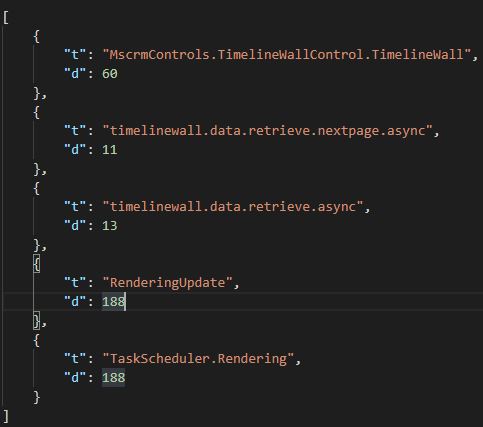 [
    {
        "t": "MscrmControls.TimelineWallControl.TimelineWall",
        "d": 60
    },
    {
        "t": "timelinewall.data.retrieve.nextpage.async",
        "d": 11
    },
    {
        "t": "timelinewall.data.retrieve.async",
        "d": 13
    },
    {
        "t": "RenderingUpdate",
        "d": 188
    },
    {
        "t": "TaskScheduler.Rendering",
        "d": 188
    }
]